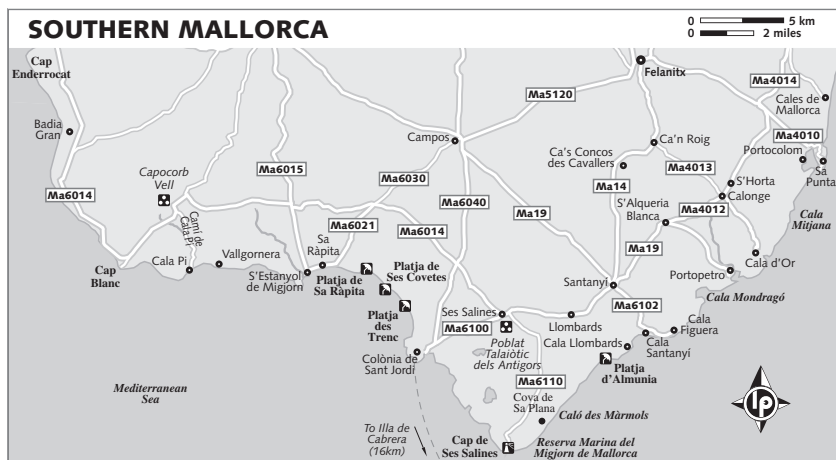 SOUTHERN MALLORCA
0 5 km
0 2 miles
Cap
Enderrocat
Felanitx
Ma4014
Cales de
Mallorca
Ma5120
Badia
Gran
Campos
Ca'n Roig
Ma4010
Ca's Concos
des Cavallers
Portocolom
Capocorb
Vell
Ma6015
Ma6030
Ma4013
Sa
Punta
Ma6014
Ma14
S'Horta
Calonge
Ma6040
Ma19
S'Alqueria
Blanca
Ma4012
Camí de
Cala Pi
Ma6021
Ma6014
Cala
Mitjana
Sa
Ràpita
Ma19
Vallgornera
Cap
Blanc
Cala Pi
S'Estanyol
de Migjorn
Platja de
Sa Ràpita
Platja de
Ses Covetes
Cala d'Or
Portopetro
Santanyí
Cala Mondragó
Platja
des
Trenc
Ses Salines
Ma6102
Ma6100
Llombards
Cala
Figuera
Poblat
Talaiòtic
dels Antigors
Cala Llombards
Cala
Santanyí
Colònia de
Sant Jordi
Platja
d'Almunia
Ma6110
Mediterranean
Sea
Cova de
Sa Plana
Caló des Màrmols
To Illa de
Cabrera
(16km)
Cap de
Ses Salines
Reserva Marina del
Migjorn de Mallorca
lp